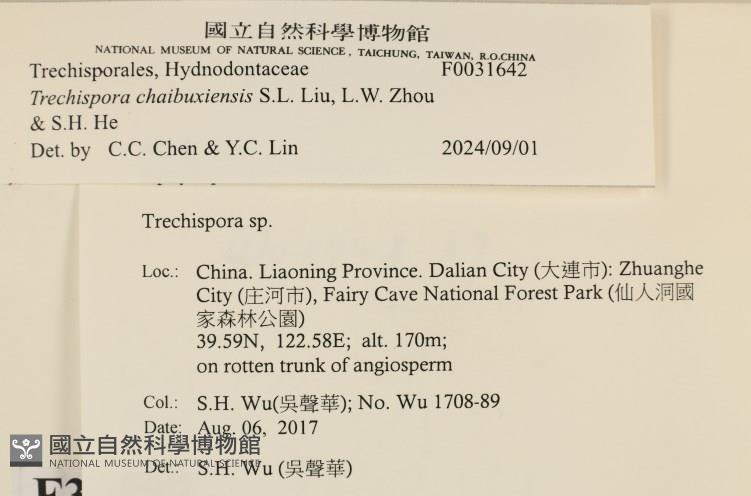 國立自然科學博物館
NATIONAL MUSEUM OF NATURAL SCIENCE, TAICHUNG, TAIWAN, R.O.CHINA
Trechisporales, Hydnodontaceae F0031642
Trechispora chaibuxiensis S.L. Liu, L.W. Zhou
& S.H. He
Det. by C.C. Chen & Y.C. Lin 2024/09/01
Trechispora sp.
Loc.: China. Liaoning Province. Dalian City (大連市): Zhuanghe
City (庄河市), Fairy Cave National Forest Park (仙人洞國
家森林公園)
39.59N, 122.58E; alt. 170m;
on rotten trunk of angiosperm
Col.: S.H. Wu(吳聲華); No. Wu 1708-89
Date: Aug. 06, 2017
國立自然科學博物館
NATIONAL MUSEUM OF NATURAL SCIENCE
Det.: S.H. Wu (吳聲華)